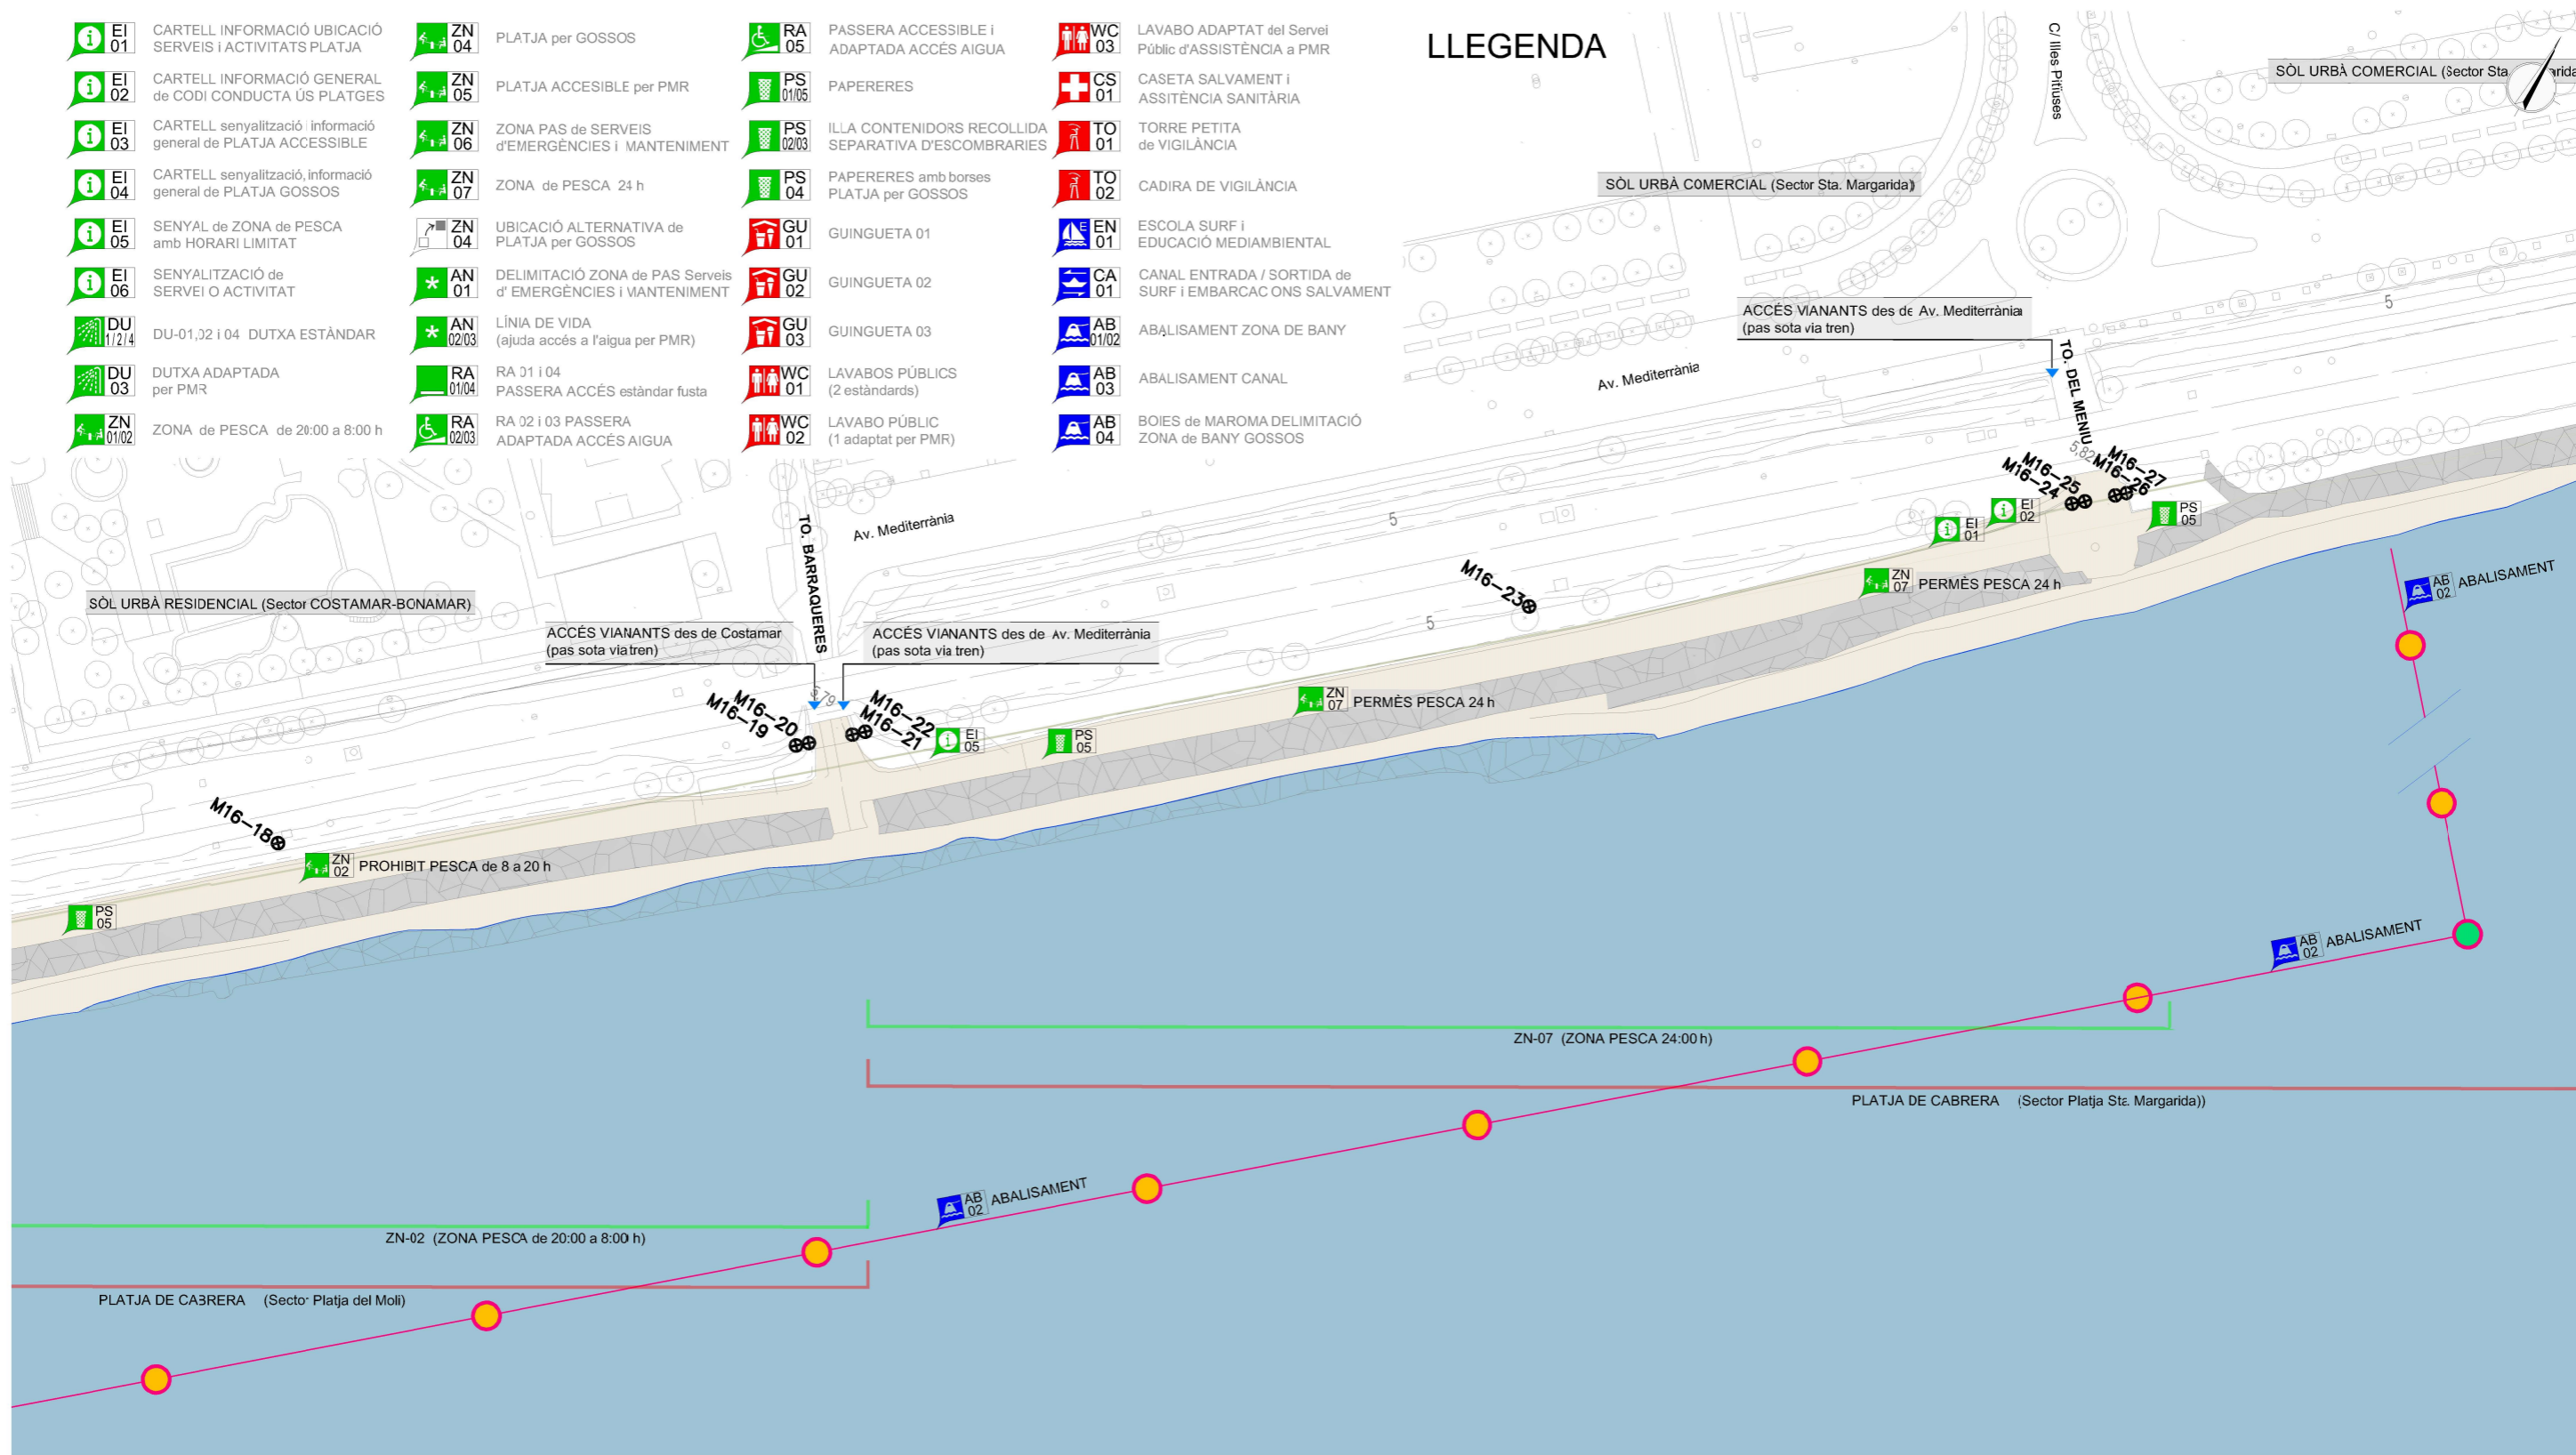 LLEGENDA
EI 01
CARTELL INFORMACIÓ UBICACIÓ
SERVEIS i ACTIVITATS PLATJA
EI 02
CARTELL INFORMACIÓ GENERAL
de CODI CONDUCTA ÚS PLATGES
EI 03
CARTELL senyalització informació
general de PLATJA ACCESSIBLE
EI 04
CARTELL senyalització, informació
general de PLATJA GOSSOS
EI 05
SENYAL de ZONA de PESCA
amb HORARI LIMITAT
EI 06
SENYALITZACIÓ de
SERVEI O ACTIVITAT
DU 1/2/4
DU-01,02 i 04 DUTXA ESTÀNDAR
DU 03
DUTXA ADAPTADA
per PMR
ZN 01/02
ZONA de PESCA de 20:00 a 8:00 h
ZN 04
PLATJA per GOSSOS
ZN 05
PLATJA ACCESIBLE per PMR
ZN 06
ZONA PAS de SERVEIS
d'EMERGÈNCIES i MANTENIMENT
ZN 07
ZONA de PESCA 24 h
ZN 04
UBICACIÓ ALTERNATIVA de
PLATJA per GOSSOS
AN 01
DELIMITACIÓ ZONA de PAS Serveis
d' EMERGÈNCIES i MANTENIMENT
AN 02/03
LÍNIA DE VIDA
(ajuda accés a l'aigua per PMR)
RA 01/04
RA 01 i 04
PASSERA ACCÉS estàndar fusta
RA 02/03
RA 02 i 03 PASSERA
ADAPTADA ACCÉS AIGUA
RA 05
PASSERA ACCESSIBLE i
ADAPTADA ACCÉS AIGUA
PS 01/05
PAPERERES
PS 02/03
ILLA CONTENIDORS RECOLLIDA
SEPARATIVA D'ESCOMBRARIES
PS 04
PAPERERES amb borses
PLATJA per GOSSOS
GU 01
GUINGUETA 01
GU 02
GUINGUETA 02
GU 03
GUINGUETA 03
WC 01
LAVABOS PÚBLICS
(2 estàndards)
WC 02
LAVABO PÚBLIC
(1 adaptat per PMR)
WC 03
LAVABO ADAPTAT del Servei
Públic d'ASSISTÈNCIA a PMR
CS 01
CASETA SALVAMENT i
ASSITÈNCIA SANITÀRIA
TO 01
TORRE PETITA
de VIGILÀNCIA
TO 02
CADIRA DE VIGILÀNCIA
E EN 01
ESCOLA SURF i
EDUCACIÓ MEDIAMBIENTAL
CA 01
CANAL ENTRADA / SORTIDA de
SURF i EMBARCACIONS SALVAMENT
AB 01/02
ABALISAMENT ZONA DE BANY
AB 03
ABALISAMENT CANAL
AB 04
BOIES de MAROMA DELIMITACIÓ
ZONA de BANY GOSSOS
C/ Illes Pitiüses
SÒL URBÀ COMERCIAL (Sector Sta
SÒL URBÀ COMERCIAL (Sector Sta. Margarida)
ACCÉS VIANANTS des de Av. Mediterrània
(pas sota via tren)
TO. DEL MENIU
Av. Mediterrània
5
5,82
M16-24
M16-25
M16-26
M16-27
EI 01
EI 02
PS 05
ZN 07 PERMÈS PESCA 24 h
AB 02 ABALISAMENT
Av. Mediterrània
TO. BARRAQUERES
5
SÒL URBÀ RESIDENCIAL (Sector COSTAMAR-BONAMAR)
ACCÉS VIANANTS des de Costamar
(pas sota via tren)
ACCÉS VIANANTS des de Av. Mediterrània
(pas sota via tren)
M16-23
5
5,79
M16-19
M16-20
M16-22
M16-21
EI 05
PS 05
ZN 07 PERMÈS PESCA 24 h
M16-18
ZN 02 PROHIBIT PESCA de 8 a 20 h
PS 05
AB 02 ABALISAMENT
ZN-07 (ZONA PESCA 24:00 h)
PLATJA DE CABRERA (Sector Platja Sta. Margarida))
AB 02 ABALISAMENT
ZN-02 (ZONA PESCA de 20:00 a 8:00 h)
PLATJA DE CABRERA (Sector Platja del Moli)